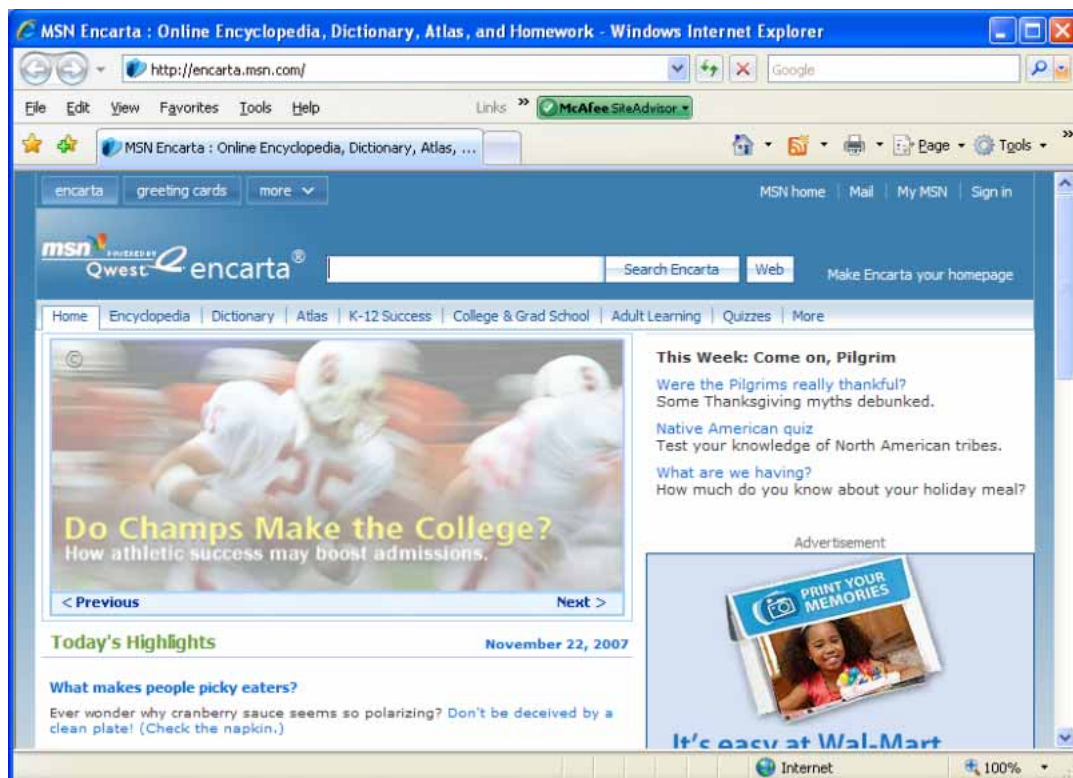 MSN Encarta : Online Encyclopedia, Dictionary, Atlas, and Homework - Windows Internet Explorer
http://encarta.msn.com/
Google
File Edit View Favorites Tools Help
Links »
McAfee SiteAdvisor
MSN Encarta : Online Encyclopedia, Dictionary, Atlas, ...
Page Tools »
encarta greeting cards more
MSN home | Mail | My MSN | Sign in
msn POWERED BY Qwest encarta®
Search Encarta Web
Make Encarta your homepage
Home | Encyclopedia | Dictionary | Atlas | K-12 Success | College & Grad School | Adult Learning | Quizzes | More
©
25
Do Champs Make the College?
How athletic success may boost admissions.
< Previous Next >
This Week: Come on, Pilgrim
Were the Pilgrims really thankful?
Some Thanksgiving myths debunked.
Native American quiz
Test your knowledge of North American tribes.
What are we having?
How much do you know about your holiday meal?
Advertisement
PRINT YOUR
MEMORIES
It's easy at Wal-Mart
Today's Highlights
November 22, 2007
What makes people picky eaters?
Ever wonder why cranberry sauce seems so polarizing? Don't be deceived by a
clean plate! (Check the napkin.)
Internet
100%